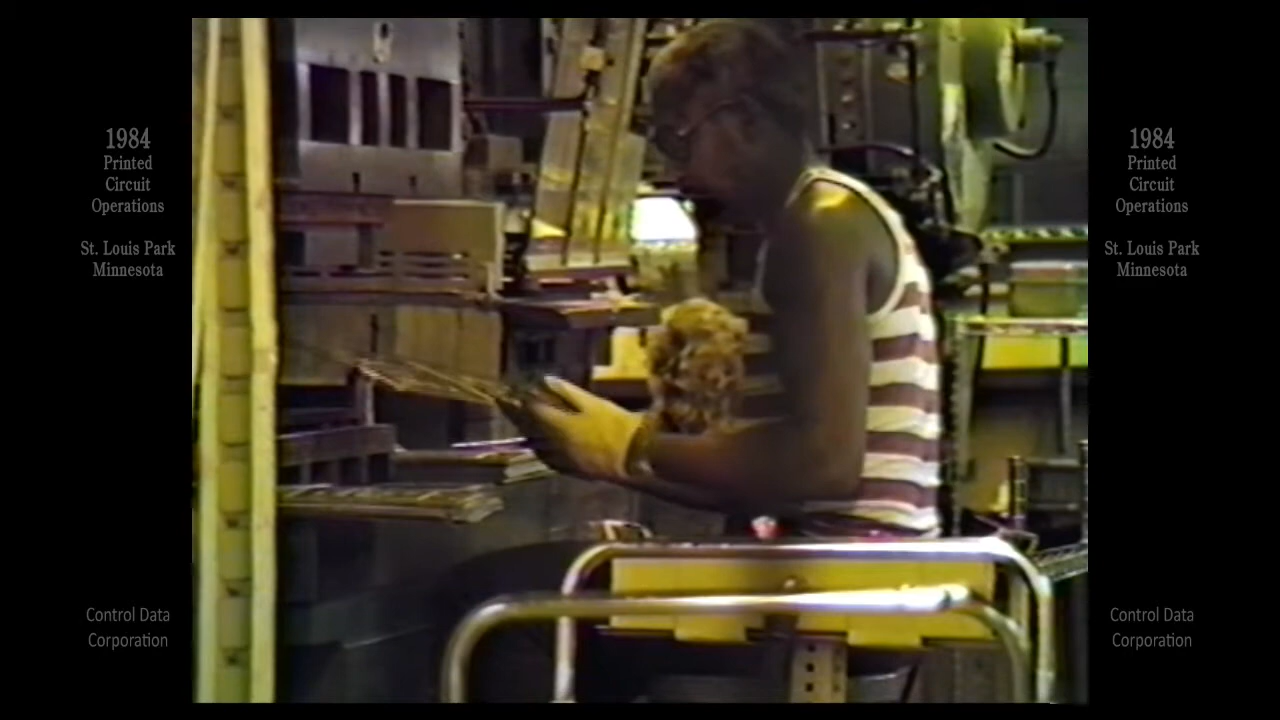 1984
Printed
Circuit
Operations
St. Louis Park
Minnesota
Control Data
Corporation
1984
Printed
Circuit
Operations
St. Louis Park
Minnesota
Control Data
Corporation